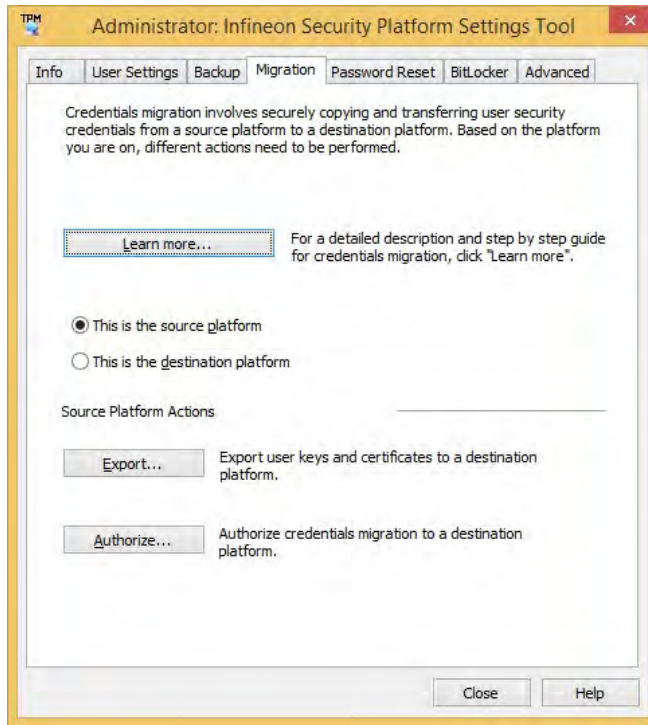 TPM
Administrator: Infineon Security Platform Settings Tool
Info User Settings Backup Migration Password Reset BitLocker Advanced
Credentials migration involves securely copying and transferring user security
credentials from a source platform to a destination platform. Based on the platform
you are on, different actions need to be performed.
Learn more...
For a detailed description and step by step guide
for credentials migration, click "Learn more".
This is the source platform
This is the destination platform
Source Platform Actions
Export...
Export user keys and certificates to a destination
platform.
Authorize...
Authorize credentials migration to a destination
platform.
Close Help